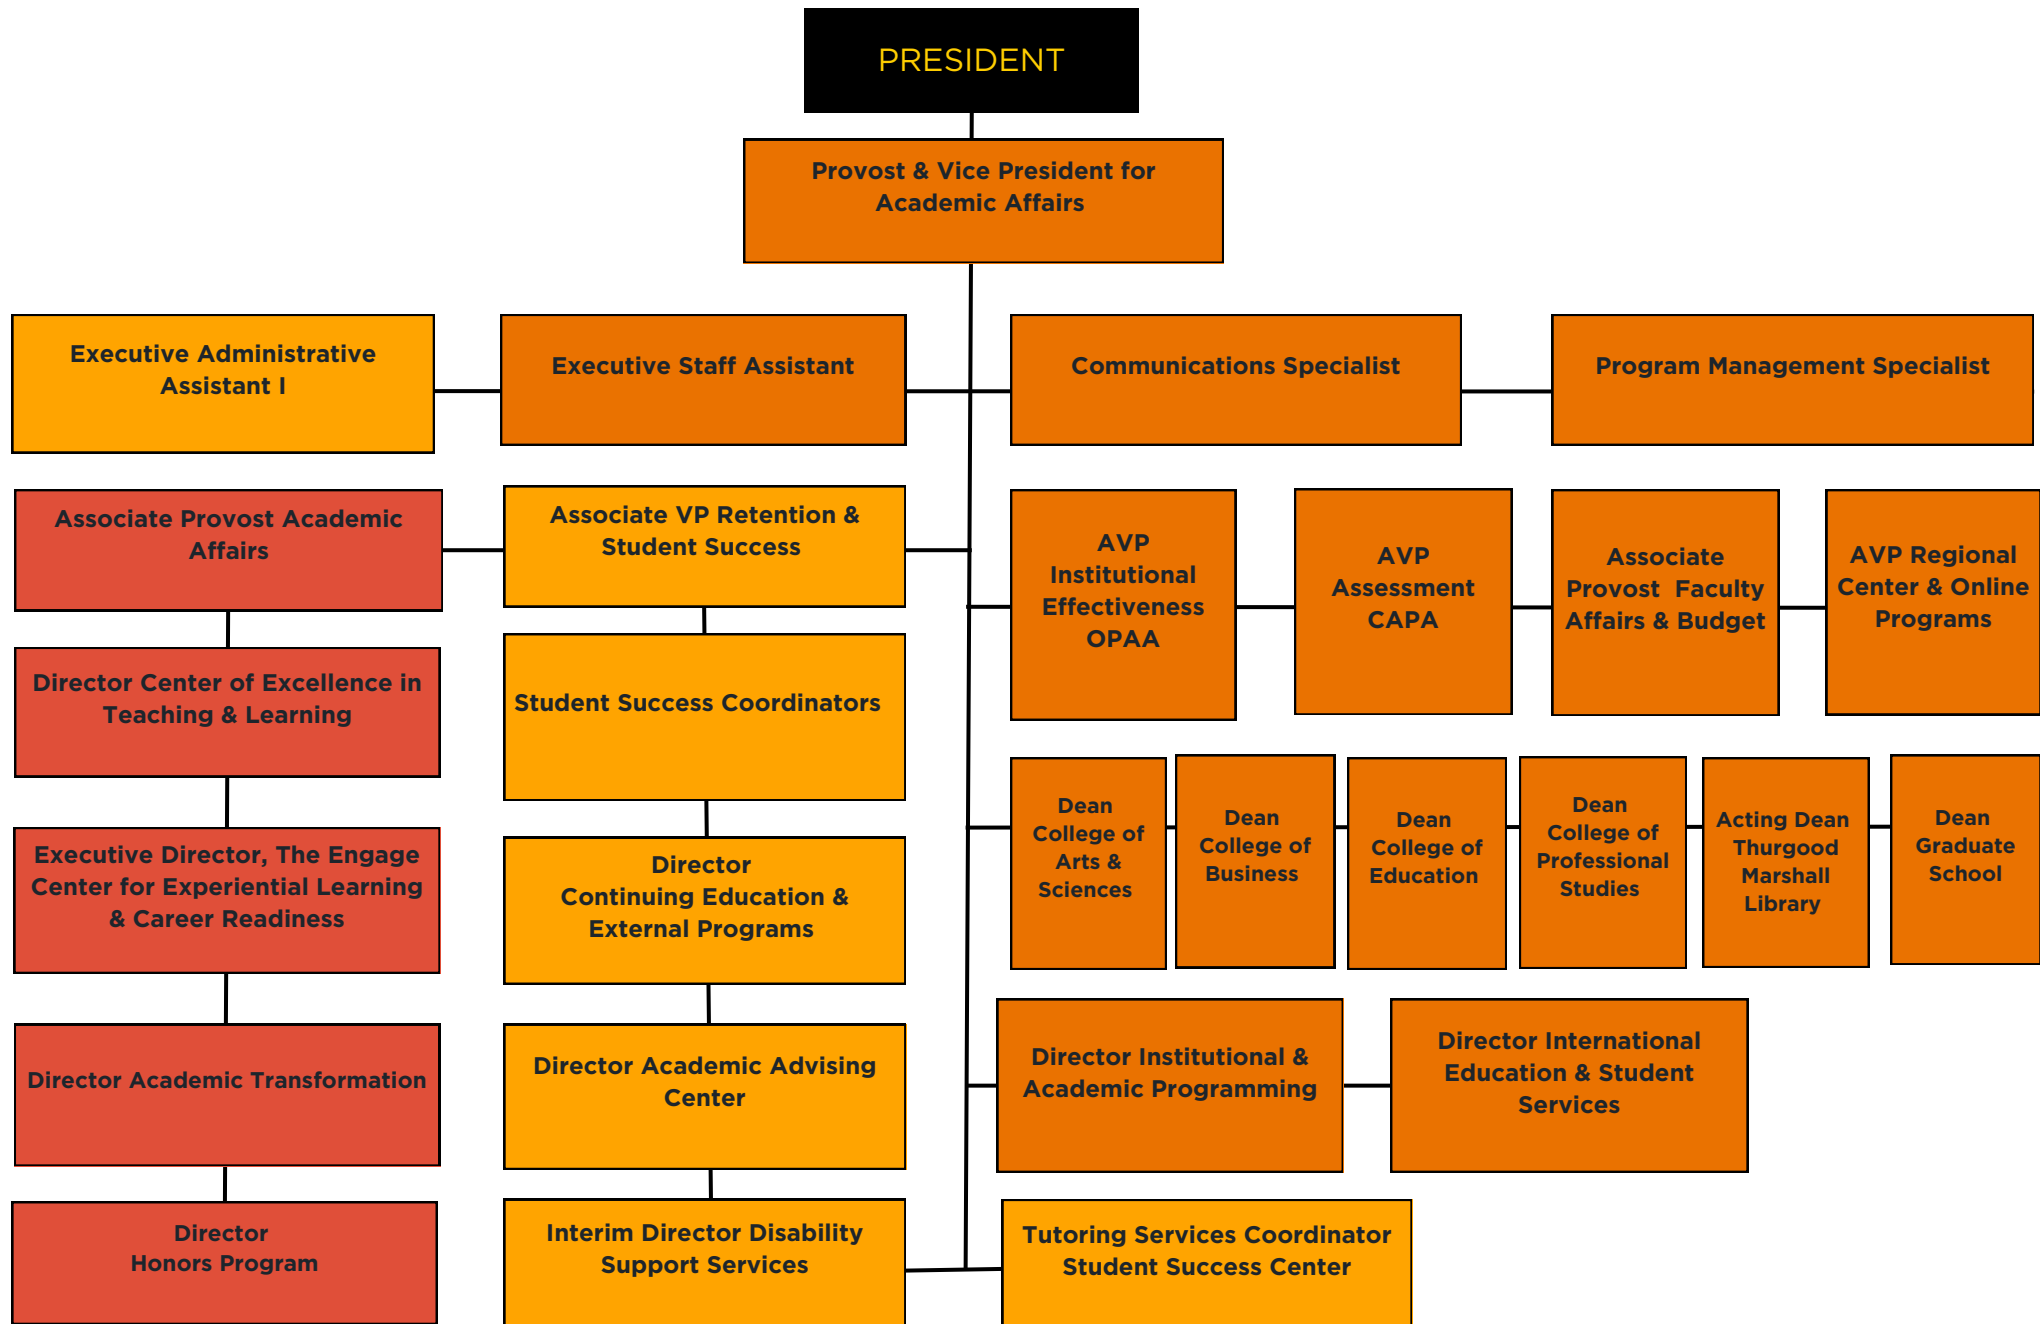 PRESIDENT
Provost & Vice President for
Academic Affairs
Executive Administrative
Assistant I
Executive Staff Assistant
Communications Specialist
Program Management Specialist
Associate Provost Academic
Affairs
Associate VP Retention &
Student Success
AVP
Institutional
Effectiveness
OPAA
AVP
Assessment
CAPA
Associate
Provost Faculty
Affairs & Budget
AVP Regional
Center & Online
Programs
Director Center of Excellence in
Teaching & Learning
Student Success Coordinators
Dean
College of
Arts &
Sciences
Dean
College of
Business
Dean
College of
Education
Dean
College of
Professional
Studies
Acting Dean
Thurgood
Marshall
Library
Dean
Graduate
School
Executive Director, The Engage
Center for Experiential Learning
& Career Readiness
Director
Continuing Education &
External Programs
Director Academic Transformation
Director Academic Advising
Center
Director Institutional &
Academic Programming
Director International
Education & Student
Services
Director
Honors Program
Interim Director Disability
Support Services
Tutoring Services Coordinator
Student Success Center